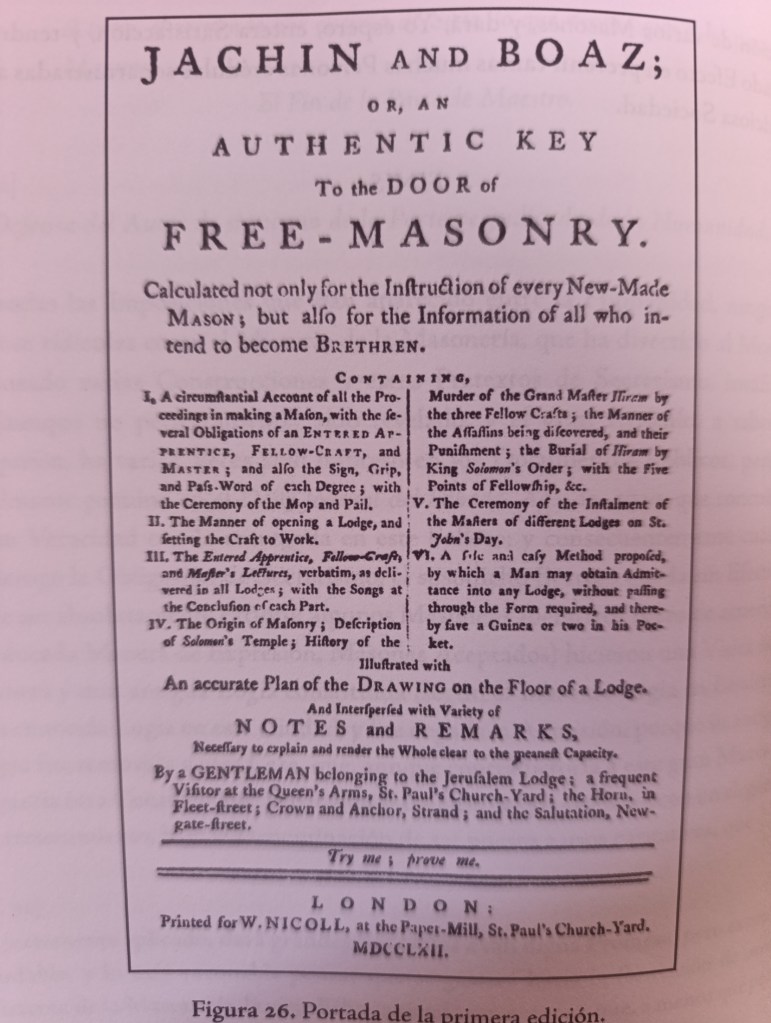 JACHIN AND BOAZ;
OR, AN
AUTHENTIC KEY
To the DOOR of
FREE-MASONRY.
Calculated not only for the Inſtruction of every New-Made
MASON; but alſo for the Information of all who in-
tend to become BRETHREN.
CONTAINING,
I. A circumſtantial Account of all the Pro-
ceedings in making a Maſon, with the ſe-
veral Obligations of an ENTERED AP-
PRENTICE, FELLOW-CRAFT, and
MASTER; and alſo the Sign, Grip,
and Paſs-Word of each Degree; with
the Ceremony of the Mop and Pail.
II. The Manner of opening a Lodge, and
ſetting the Craft to Work.
III. The Entered Apprentice, Fellow-Craft,
and Maſter's Lectures, verbatim, as deli-
vered in all Lodges; with the Songs at
the Concluſion of each Part.
IV. The Origin of Maſonry; Deſcription
of Solomon's Temple; Hiſtory of the
Murder of the Grand Maſter Hiram by
the three Fellow Crafts; the Manner of
the Aſſaſſins being diſcovered, and their
Puniſhment; the Burial of Hiram by
King Solomon's Order; with the Five
Points of Fellowſhip, &c.
V. The Ceremony of the Inſtalment of
the Maſters of different Lodges on St.
John's Day.
VI. A ſafe and eaſy Method propoſed,
by which a Man may obtain Admit-
tance into any Lodge, without paſſing
through the Form required, and there-
by ſave a Guinea or two in his Poc-
ket.
Illuſtrated with
An accurate Plan of the DRAWING on the Floor of a Lodge.
And Interſperſed with Variety of
NOTES and REMARKS,
Neceſſary to explain and render the Whole clear to the meaneſt Capacity.
By a GENTLEMAN belonging to the Jeruſalem Lodge; a frequent
Viſitor at the Queen's Arms, St. Paul's Church-Yard; the Horn, in
Fleet-ſtreet; Crown and Anchor, Strand; and the Salutation, New-
gate-ſtreet.
Try me; prove me.
LONDON:
Printed for W. NICOLL, at the Paper-Mill, St. Paul's Church-Yard.
MDCCLXII.
Figura 26. Portada de la primera edición.